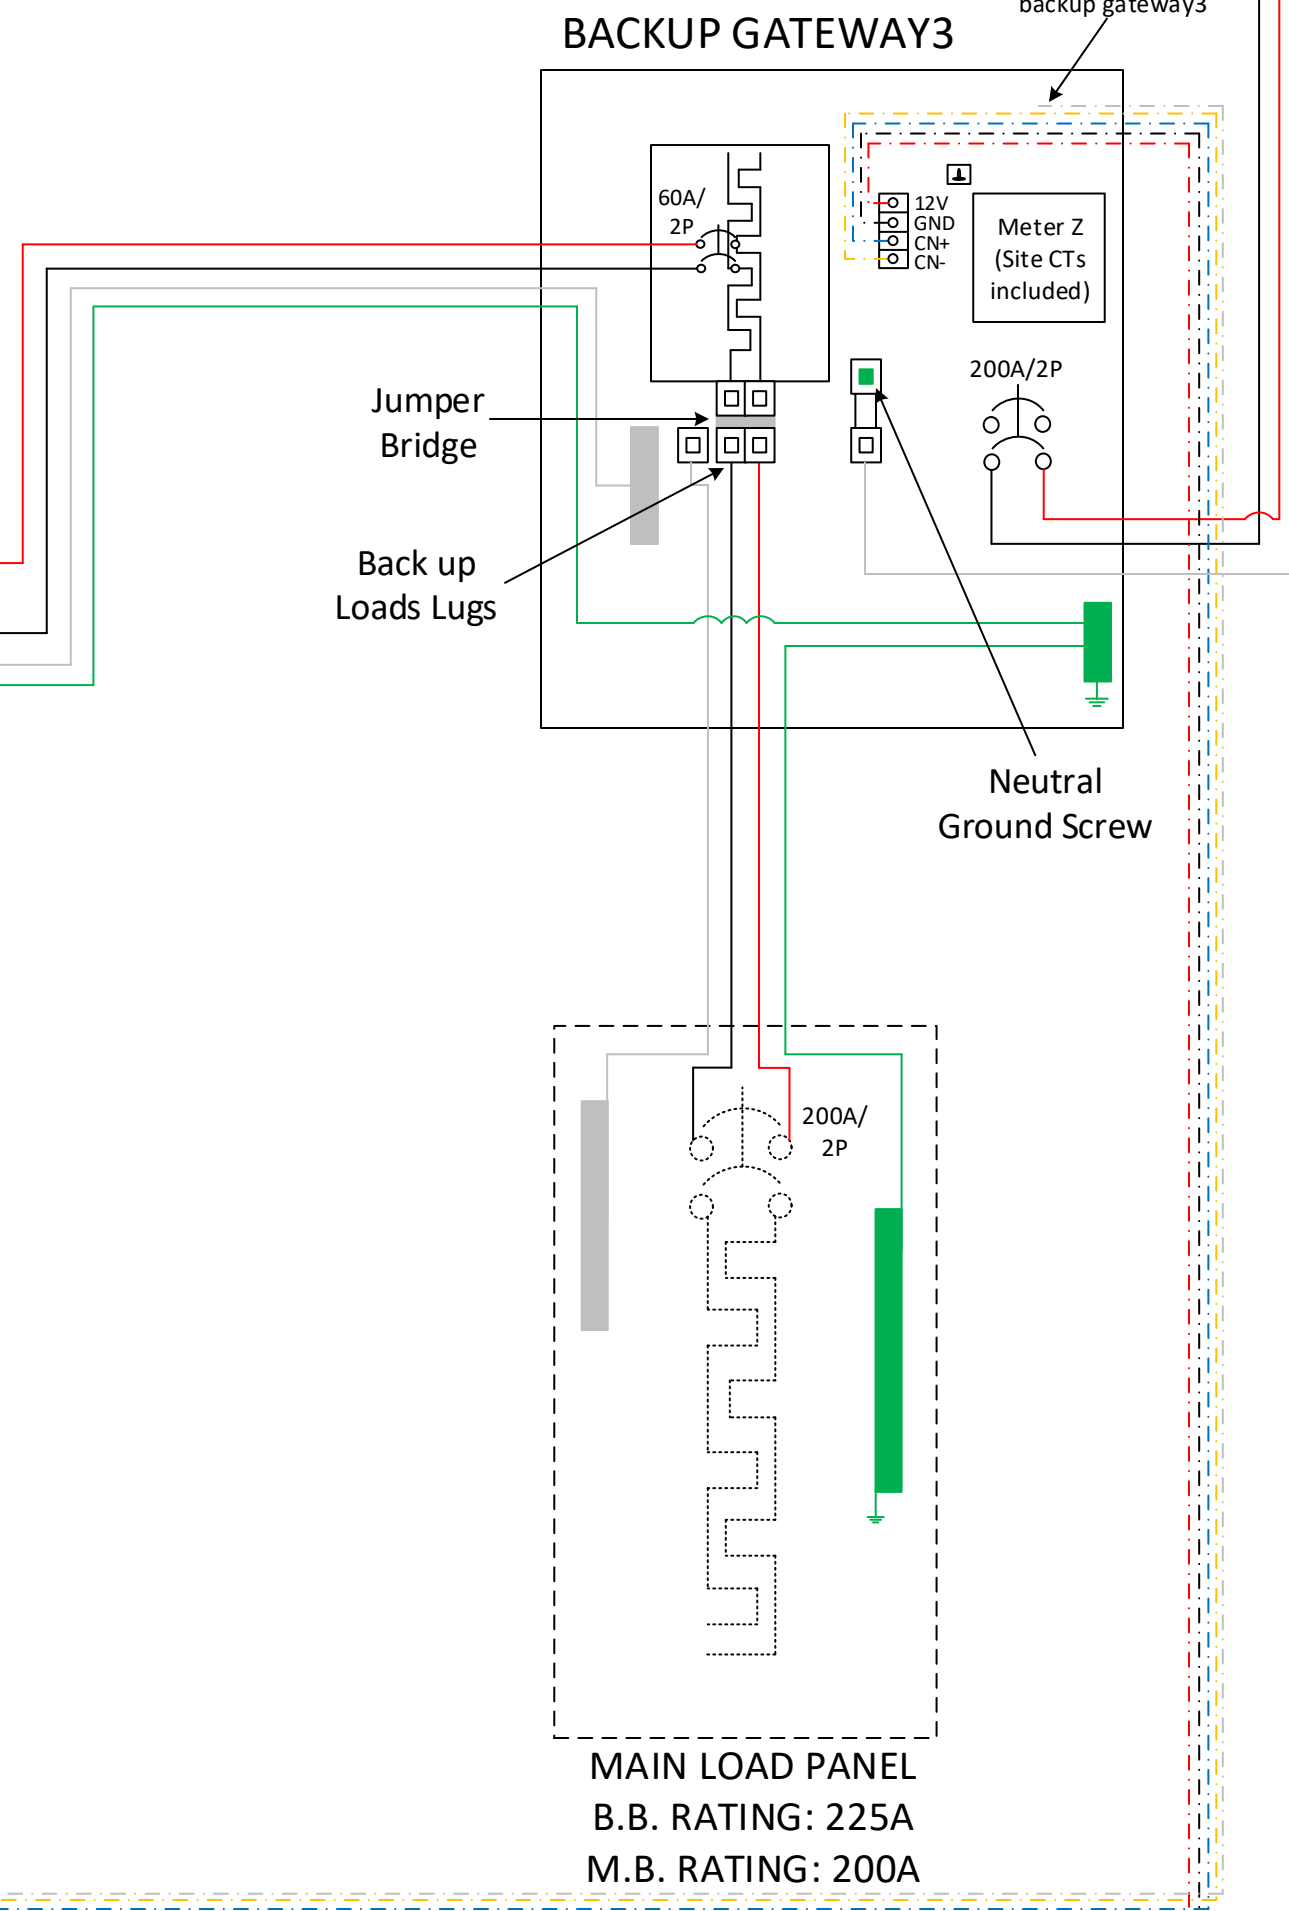 backup gateway3
BACKUP GATEWAY3
60A/
2P
12V
GND
CN+
CN-
Meter Z
(Site CTs
included)
200A/2P
Jumper
Bridge
Back up
Loads Lugs
Neutral
Ground Screw
200A/
2P
MAIN LOAD PANEL
B.B. RATING: 225A
M.B. RATING: 200A